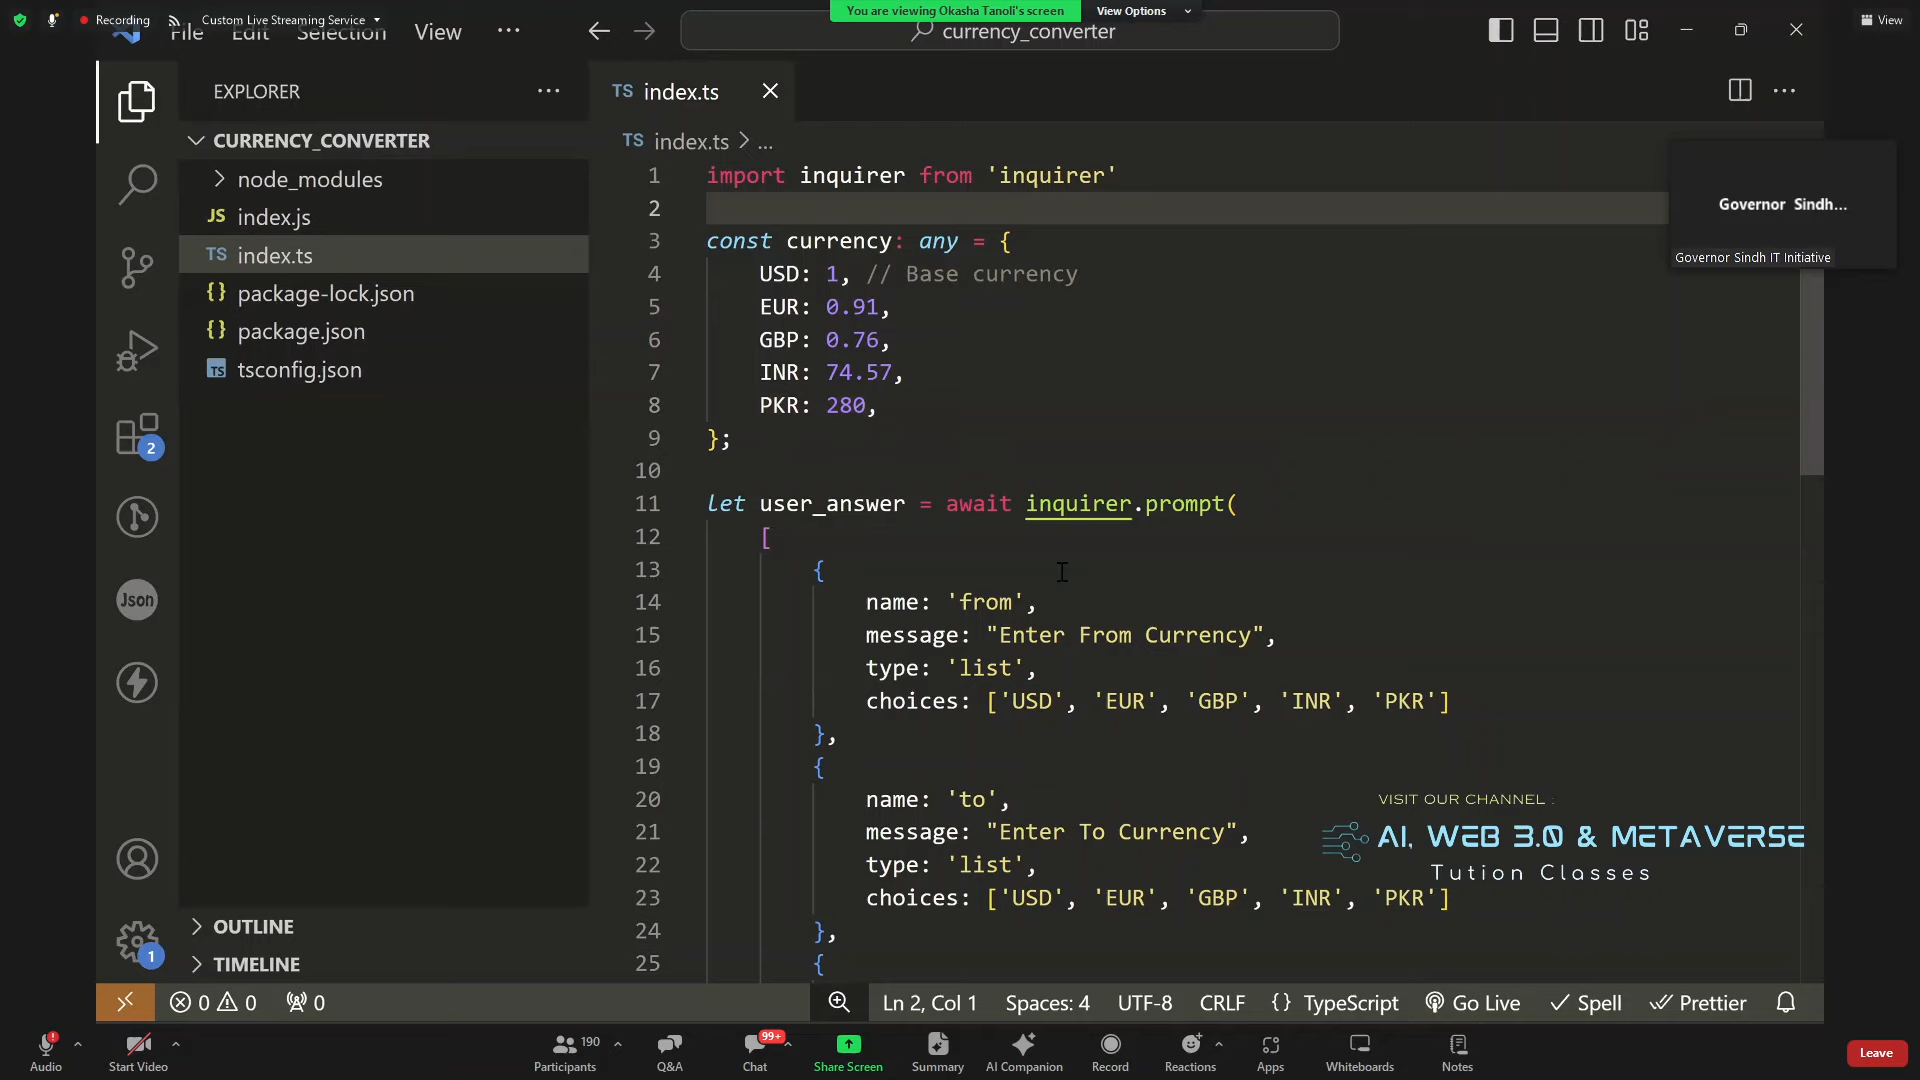 Recording
Custom Live Streaming Service
You are viewing Okasha Tanoli's screen
View Options
View
File Edit Selection View ...
currency_converter
EXPLORER
TS index.ts
CURRENCY_CONVERTER
TS index.ts > ...
node_modules
JS index.js
TS index.ts
{} package-lock.json
{} package.json
TS tsconfig.json
1 import inquirer from 'inquirer'
2
3 const currency: any = {
4 USD: 1, // Base currency
5 EUR: 0.91,
6 GBP: 0.76,
7 INR: 74.57,
8 PKR: 280,
9 };
10
11 let user_answer = await inquirer.prompt(
12 [
13 {
14 name: 'from',
15 message: "Enter From Currency",
16 type: 'list',
17 choices: ['USD', 'EUR', 'GBP', 'INR', 'PKR']
18 },
19 {
20 name: 'to',
21 message: "Enter To Currency",
22 type: 'list',
23 choices: ['USD', 'EUR', 'GBP', 'INR', 'PKR']
24 },
25 {
Governor Sindh...
Governor Sindh IT Initiative
2
Json
1
VISIT OUR CHANNEL :
AI, WEB 3.0 & METAVERSE
Tution Classes
OUTLINE
TIMELINE
0 0 0
Ln 2, Col 1 Spaces: 4 UTF-8 CRLF {} TypeScript Go Live Spell Prettier
Audio
Start Video
190
Participants
Q&A
99+
Chat
Share Screen
Summary
AI Companion
Record
Reactions
Apps
Whiteboards
Notes
Leave